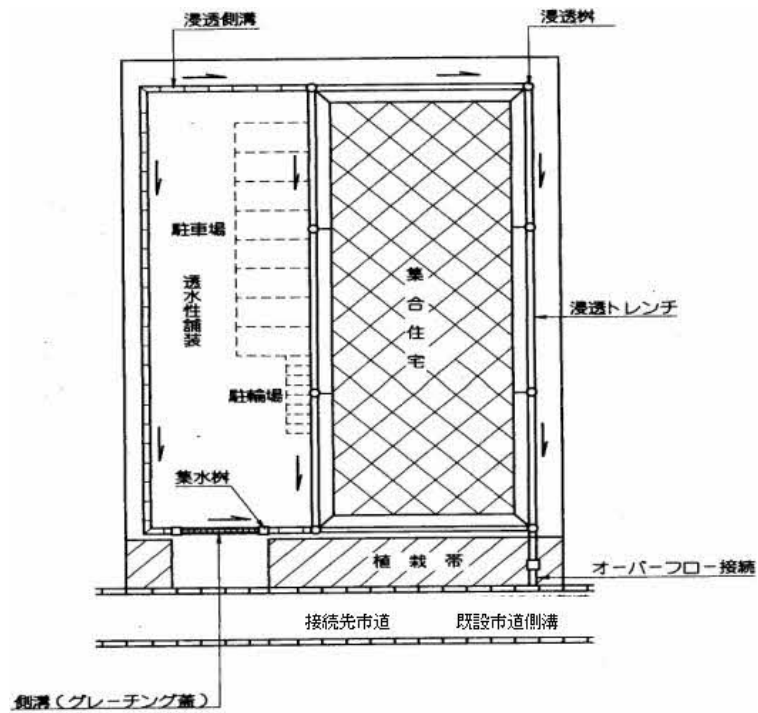 浸透側溝
浸透桝
駐車場
透水性舗装
集合住宅
浸透トレンチ
駐輪場
集水桝
植栽帯
オーバーフロー接続
接続先市道
既設市道側溝
側溝(グレーチング蓋)